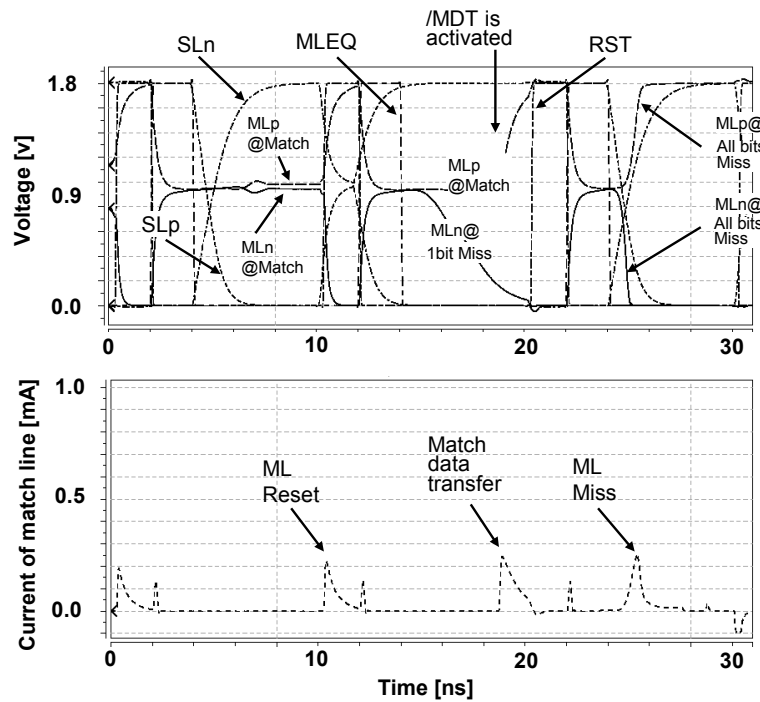 /MDT is
activated
SLn
MLEQ
RST
1.8
MLp
@Match
MLp@
All bits
Miss
MLp
@Match
Voltage [v]
0.9
MLn@
All bits
Miss
SLp
MLn
@Match
MLn@
1bit Miss
0.0
0
10
20
30
1.0
Current of match line [mA]
0.5
ML
Reset
Match
data
transfer
ML
Miss
0.0
0
10
20
30
Time [ns]